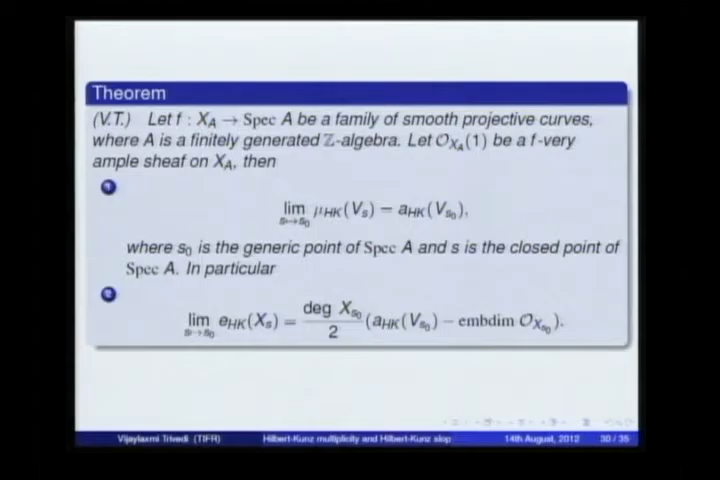 Theorem
(V.T.) Let f : X_A → Spec A be a family of smooth projective curves,
where A is a finitely generated ℤ-algebra. Let 𝒪_{X_A}(1) be a f-very
ample sheaf on X_A, then
1
lim_{s→s_0} μ_{HK}(V_s) = a_{HK}(V_{s_0}),
where s_0 is the generic point of Spec A and s is the closed point of
Spec A. In particular
2
lim_{s→s_0} e_{HK}(X_s) = \frac{deg X_{s_0}}{2} (a_{HK}(V_{s_0}) − embdim 𝒪_{X_{s_0}}).
Vijaylaxmi Trivedi (TIFR) Hilbert-Kunz multiplicity and Hilbert-Kunz slop 14th August, 2012 30 / 35